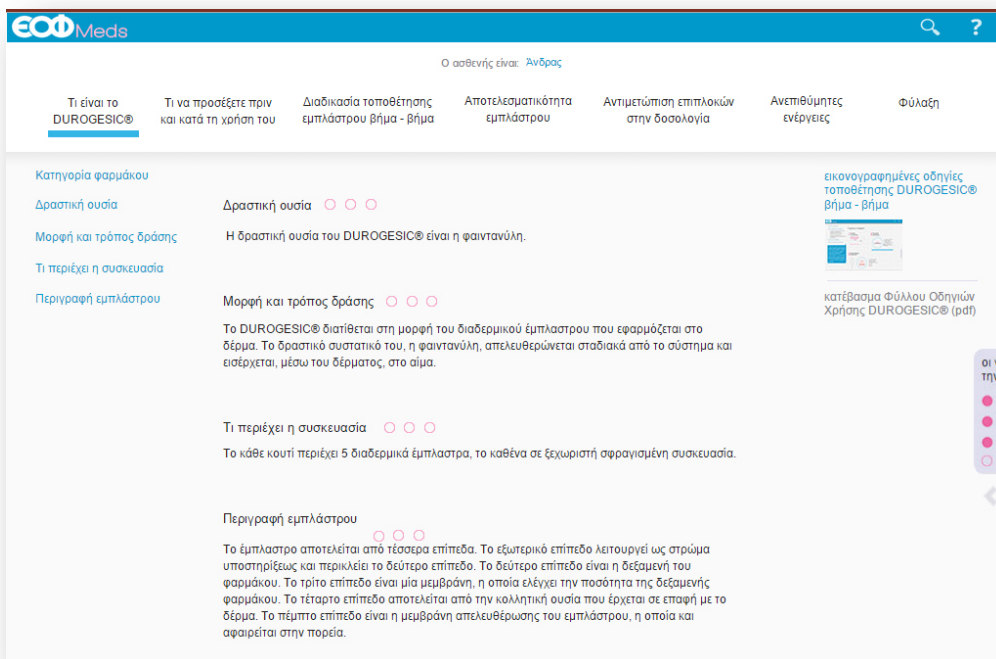 ΕΟΦMeds
?
Ο ασθενής είναι: Άνδρας
Τι είναι το
DUROGESIC®
Τι να προσέξετε πριν
και κατά τη χρήση του
Διαδικασία τοποθέτησης
εμπλάστρου βήμα - βήμα
Αποτελεσματικότητα
εμπλάστρου
Αντιμετώπιση επιπλοκών
στην δοσολογία
Ανεπιθύμητες
ενέργειες
Φύλαξη
Κατηγορία φαρμάκου
Δραστική ουσία
Μορφή και τρόπος δράσης
Τι περιέχει η συσκευασία
Περιγραφή εμπλάστρου
Δραστική ουσία
Η δραστική ουσία του DUROGESIC® είναι η φαιντανύλη.
Μορφή και τρόπος δράσης
Το DUROGESIC® διατίθεται στη μορφή του διαδερμικού έμπλαστρου που εφαρμόζεται στο
δέρμα. Το δραστικό συστατικό του, η φαιντανύλη, απελευθερώνεται σταδιακά από το σύστημα και
εισέρχεται, μέσω του δέρματος, στο αίμα.
Τι περιέχει η συσκευασία
Το κάθε κουτί περιέχει 5 διαδερμικά έμπλαστρα, το καθένα σε ξεχωριστή σφραγισμένη συσκευασία.
Περιγραφή εμπλάστρου
Το έμπλαστρο αποτελείται από τέσσερα επίπεδα. Το εξωτερικό επίπεδο λειτουργεί ως στρώμα
υποστηρίξεως και περικλείει το δεύτερο επίπεδο. Το δεύτερο επίπεδο είναι η δεξαμενή του
φαρμάκου. Το τρίτο επίπεδο είναι μία μεμβράνη, η οποία ελέγχει την ποσότητα της δεξαμενής
φαρμάκου. Το τέταρτο επίπεδο αποτελείται από την κολλητική ουσία που έρχεται σε επαφή με το
δέρμα. Το πέμπτο επίπεδο είναι η μεμβράνη απελευθέρωσης του εμπλάστρου, η οποία και
αφαιρείται στην πορεία.
εικονογραφημένες οδηγίες
τοποθέτησης DUROGESIC®
βήμα - βήμα
κατέβασμα Φύλλου Οδηγιών
Χρήσης DUROGESIC® (pdf)
οι
την